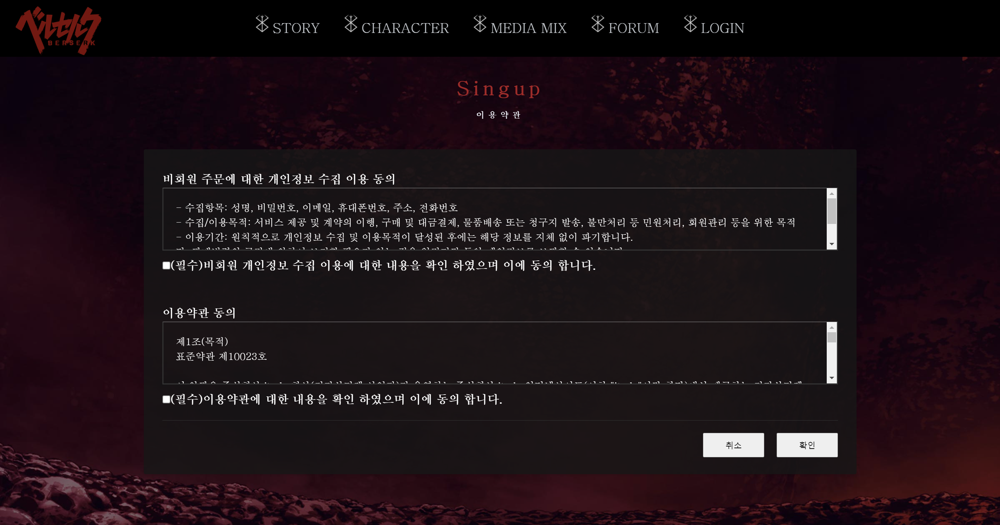 ベルセルク
BERSERK
STORY
CHARACTER
MEDIA MIX
FORUM
LOGIN
Singup
이용약관
비회원 주문에 대한 개인정보 수집 이용 동의
- 수집항목: 성명, 비밀번호, 이메일, 휴대폰번호, 주소, 전화번호
- 수집/이용목적: 서비스 제공 및 계약의 이행, 구매 및 대금결제, 물품배송 또는 청구지 발송, 불만처리 등 민원처리, 회원관리 등을 위한 목적
- 이용기간: 원칙적으로 개인정보 수집 및 이용목적이 달성된 후에는 해당 정보를 지체 없이 파기합니다.
(필수)비회원 개인정보 수집 이용에 대한 내용을 확인 하였으며 이에 동의 합니다.
이용약관 동의
제1조(목적)
표준약관 제10023호
(필수)이용약관에 대한 내용을 확인 하였으며 이에 동의 합니다.
취소
확인